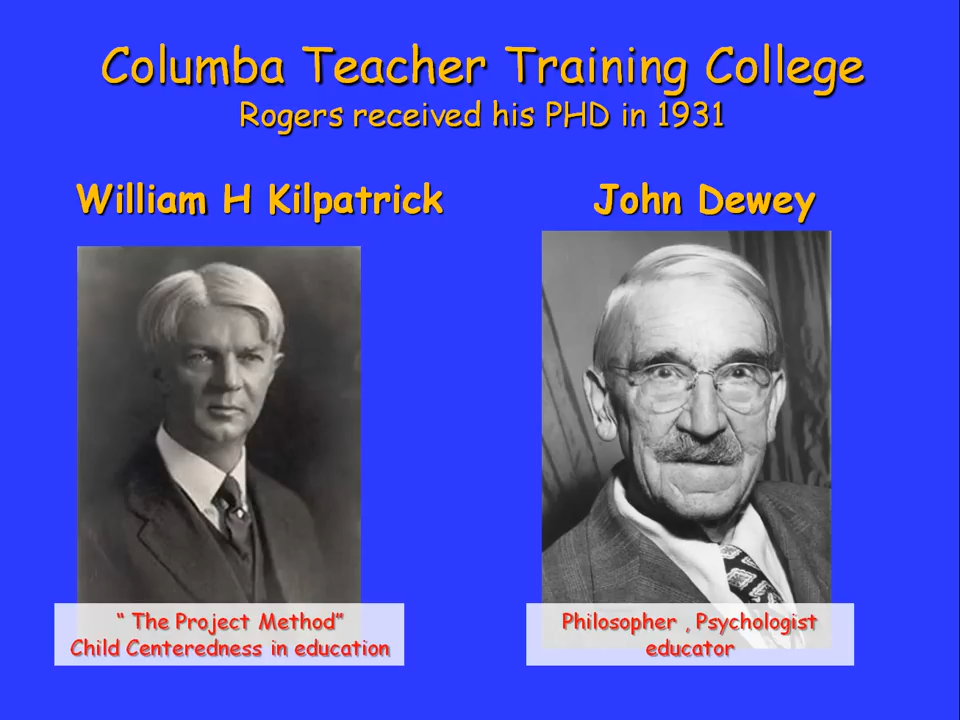 Columba Teacher Training College
Rogers received his PHD in 1931
William H Kilpatrick
John Dewey
“ The Project Method”
Child Centeredness in education
Philosopher , Psychologist
educator